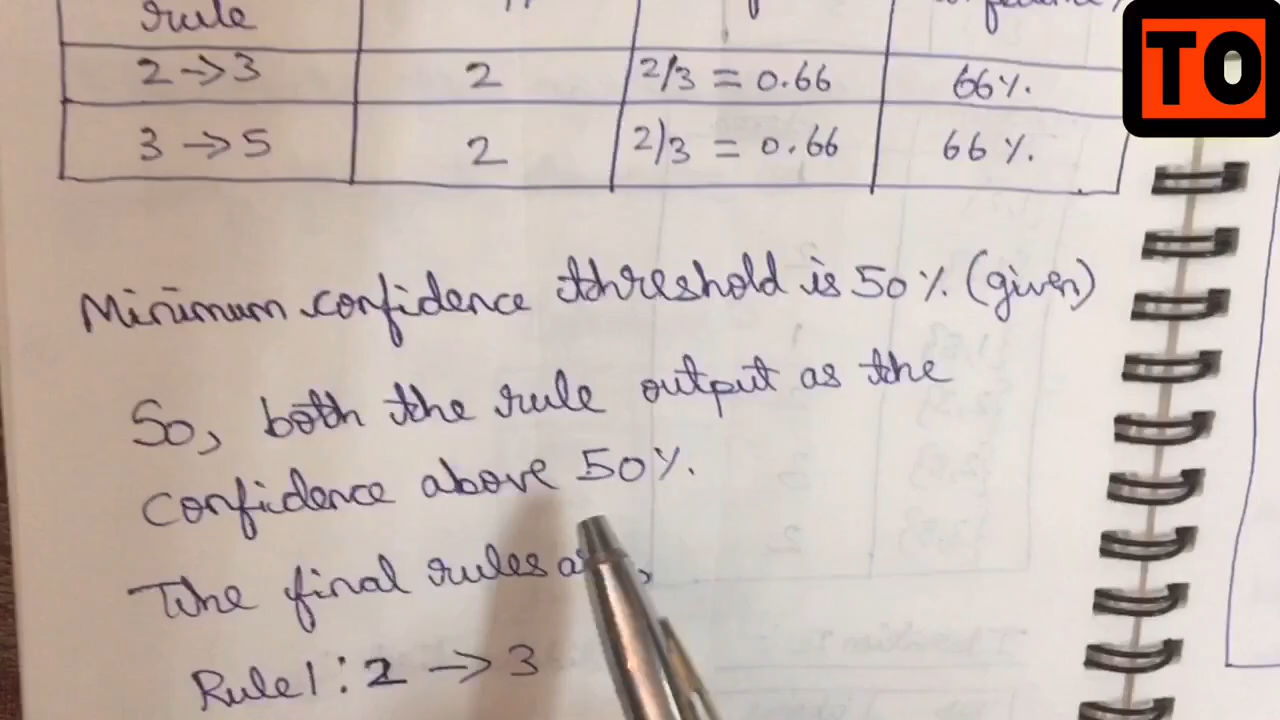 rule
2 → 3 2 2/3 = 0.66 66%.
3 → 5 2 2/3 = 0.66 66%.
Minimum confidence threshold is 50% (given)
So, both the rule output as the
confidence above 50%.
The final rules
Rule1: 2 → 3
TO